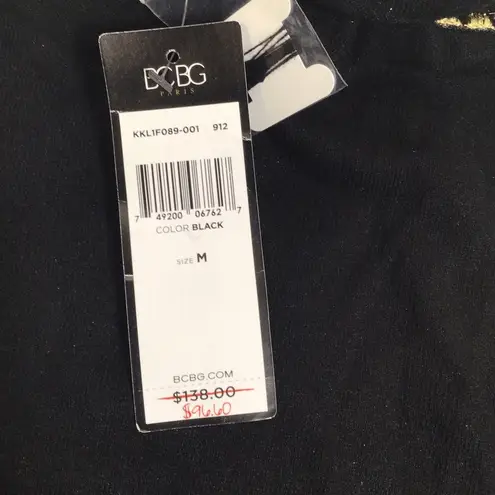 BCBG
PARIS
KKL1F089-001 912
7 49200 06762 7
COLOR BLACK
SIZE M
BCBG.COM
$138.00
$96.60